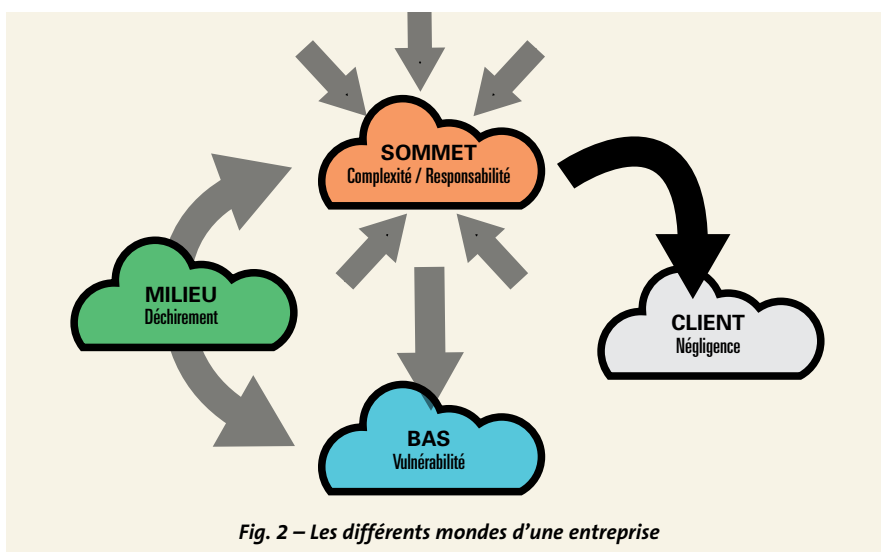 SOMMET
Complexité / Responsabilité
MILIEU
Déchirement
CLIENT
Négligence
BAS
Vulnérabilité
Fig. 2 – Les différents mondes d’une entreprise